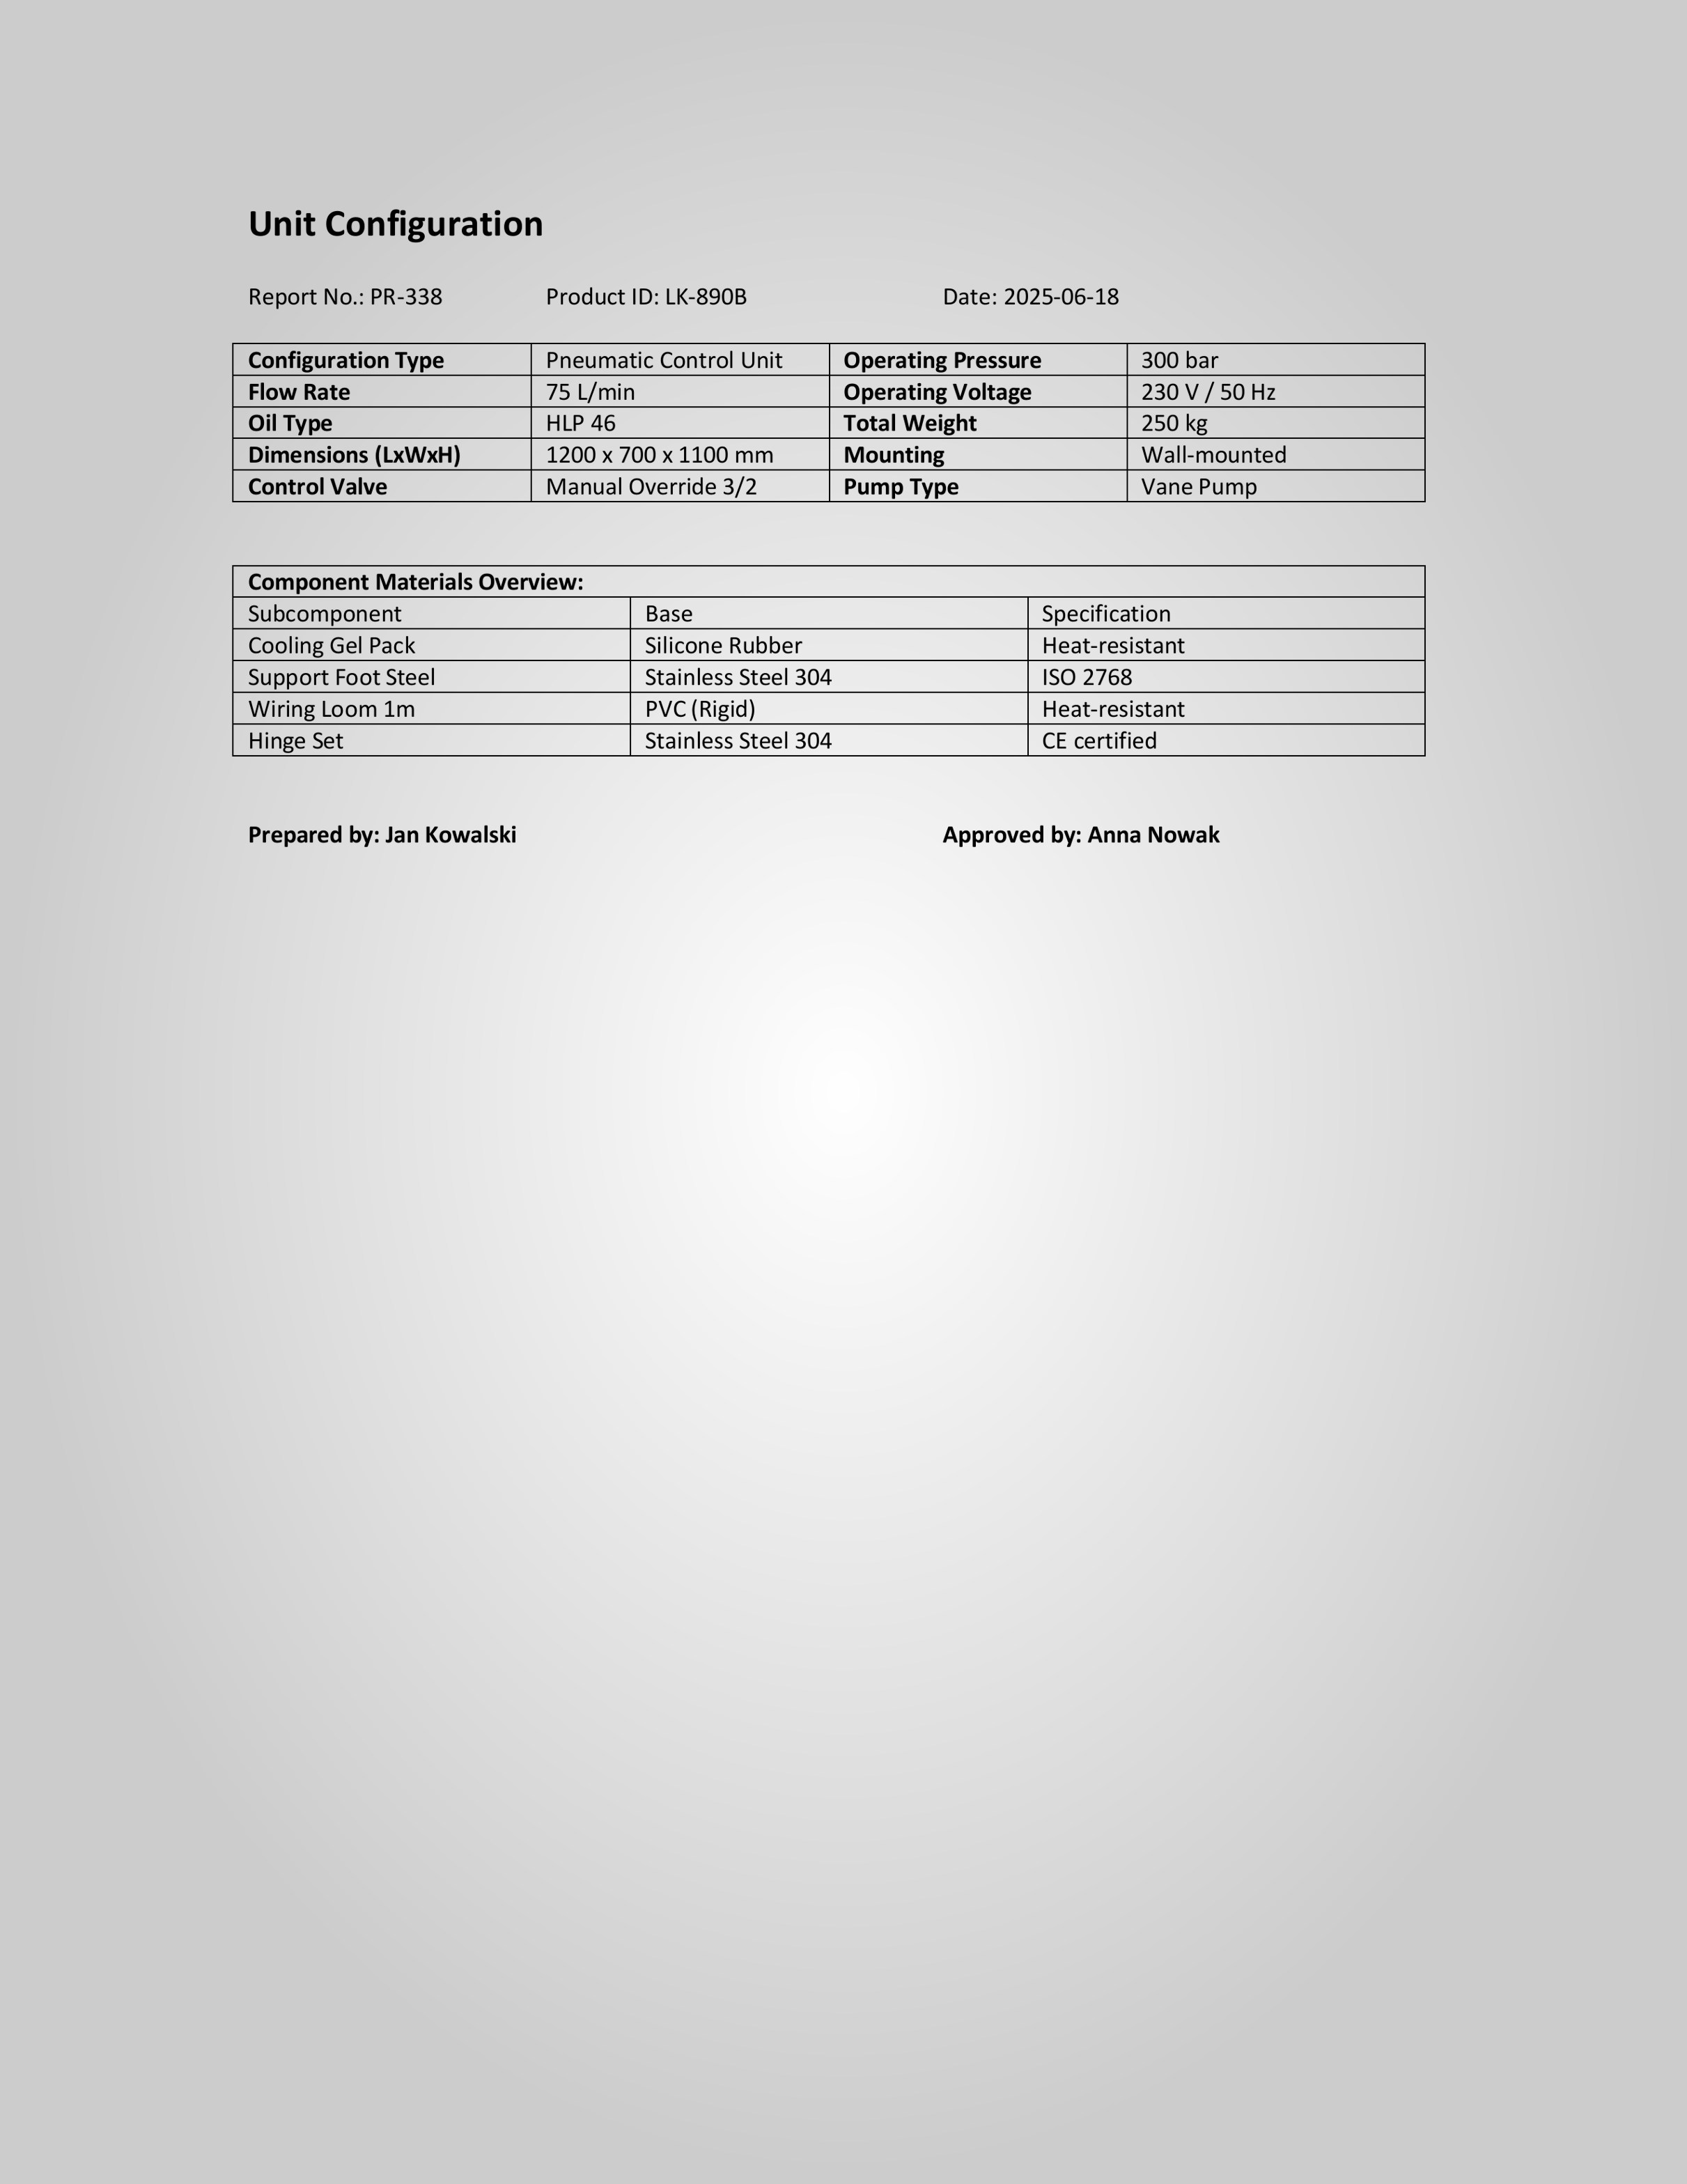 Unit Configuration
Report No.: PR-338 Product ID: LK-890B Date: 2025-06-18
Configuration Type Pneumatic Control Unit Operating Pressure 300 bar
Flow Rate 75 L/min Operating Voltage 230 V / 50 Hz
Oil Type HLP 46 Total Weight 250 kg
Dimensions (LxWxH) 1200 x 700 x 1100 mm Mounting Wall-mounted
Control Valve Manual Override 3/2 Pump Type Vane Pump
Component Materials Overview:
Subcomponent Base Specification
Cooling Gel Pack Silicone Rubber Heat-resistant
Support Foot Steel Stainless Steel 304 ISO 2768
Wiring Loom 1m PVC (Rigid) Heat-resistant
Hinge Set Stainless Steel 304 CE certified
Prepared by: Jan Kowalski Approved by: Anna Nowak